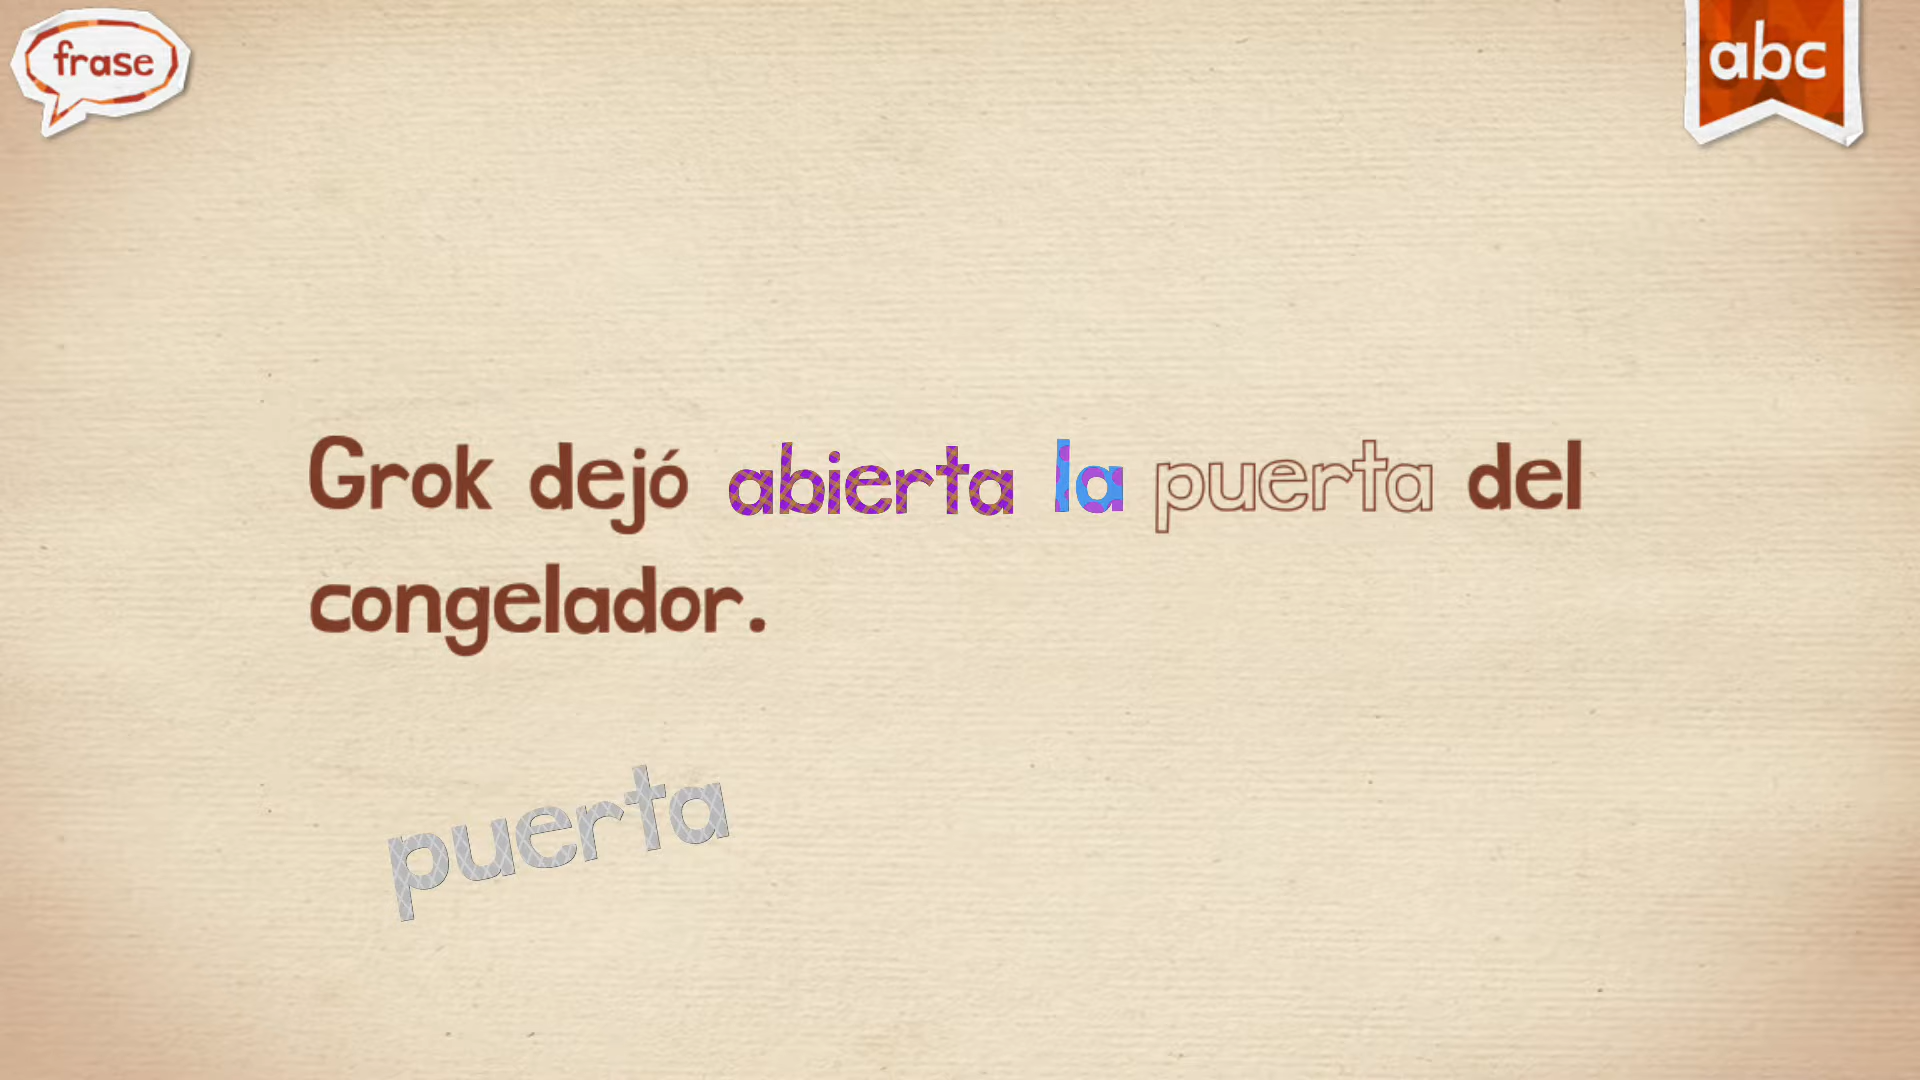 frase
abc
Grok dejó abierta la puerta del
congelador.
puerta